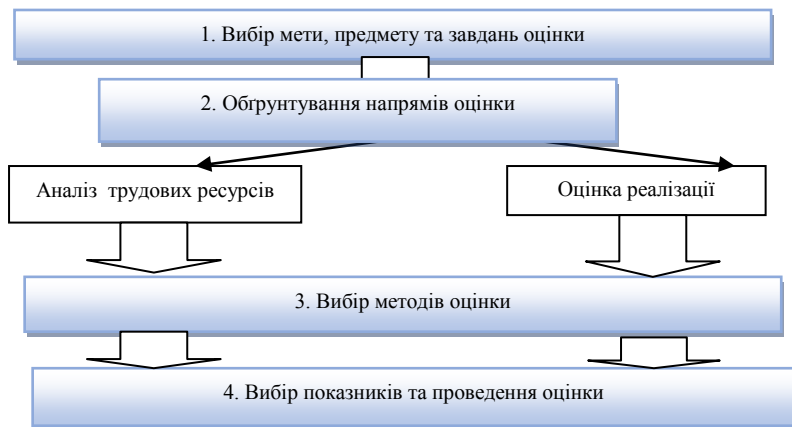 1. Вибір мети, предмету та завдань оцінки
2. Обґрунтування напрямів оцінки
Аналіз трудових ресурсів
Оцінка реалізації
3. Вибір методів оцінки
4. Вибір показників та проведення оцінки